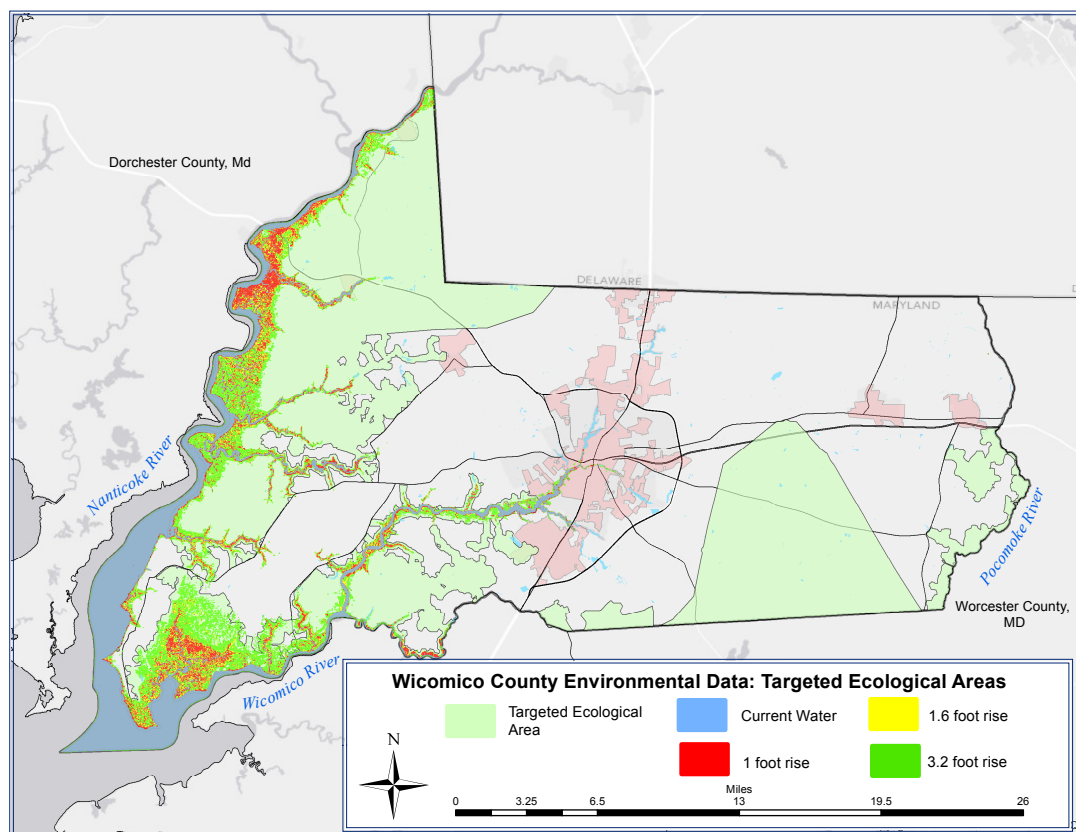 Dorchester County, Md
DELAWARE
MARYLAND
D
Nanticoke River
Pocomoke River
Worcester County,
MD
Wicomico River
Wicomico County Environmental Data: Targeted Ecological Areas
Targeted Ecological
Area
Current Water
1.6 foot rise
1 foot rise
3.2 foot rise
N
Miles
0
3.25
6.5
13
19.5
26